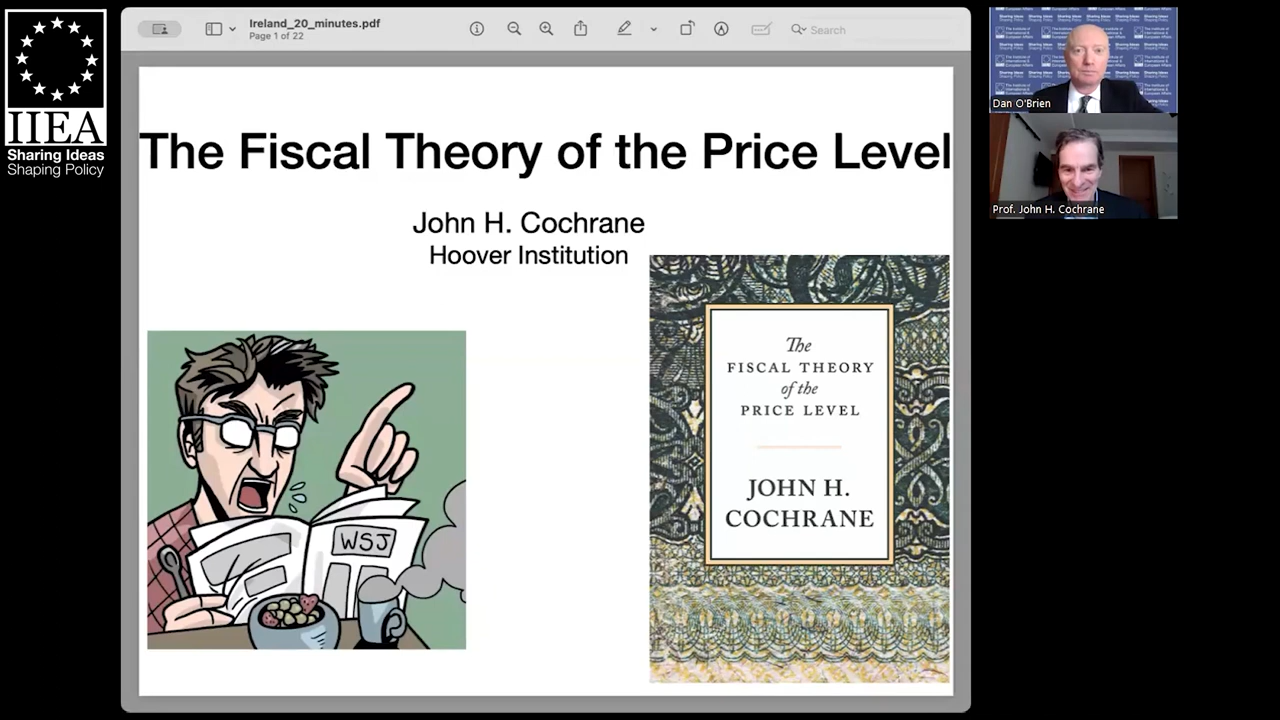 IIEA
Sharing Ideas
Shaping Policy
Ireland_20_minutes.pdf
Page 1 of 22
Search
The Fiscal Theory of the Price Level
John H. Cochrane
Hoover Institution
WSJ
The
FISCAL THEORY
of the
PRICE LEVEL
JOHN H.
COCHRANE
Dan O'Brien
Prof. John H. Cochrane